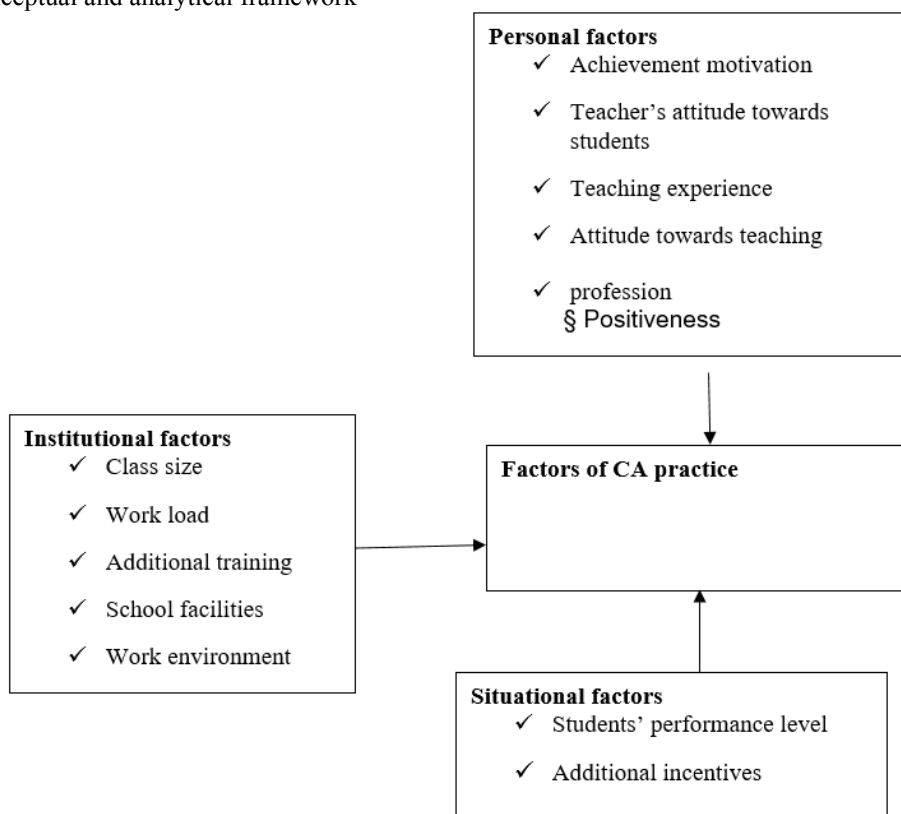 ceptual and analytical framework
Personal factors
✓ Achievement motivation
✓ Teacher's attitude towards
students
✓ Teaching experience
✓ Attitude towards teaching
✓ profession
§ Positiveness
Institutional factors
✓ Class size
✓ Work load
✓ Additional training
✓ School facilities
✓ Work environment
Factors of CA practice
Situational factors
✓ Students' performance level
✓ Additional incentives